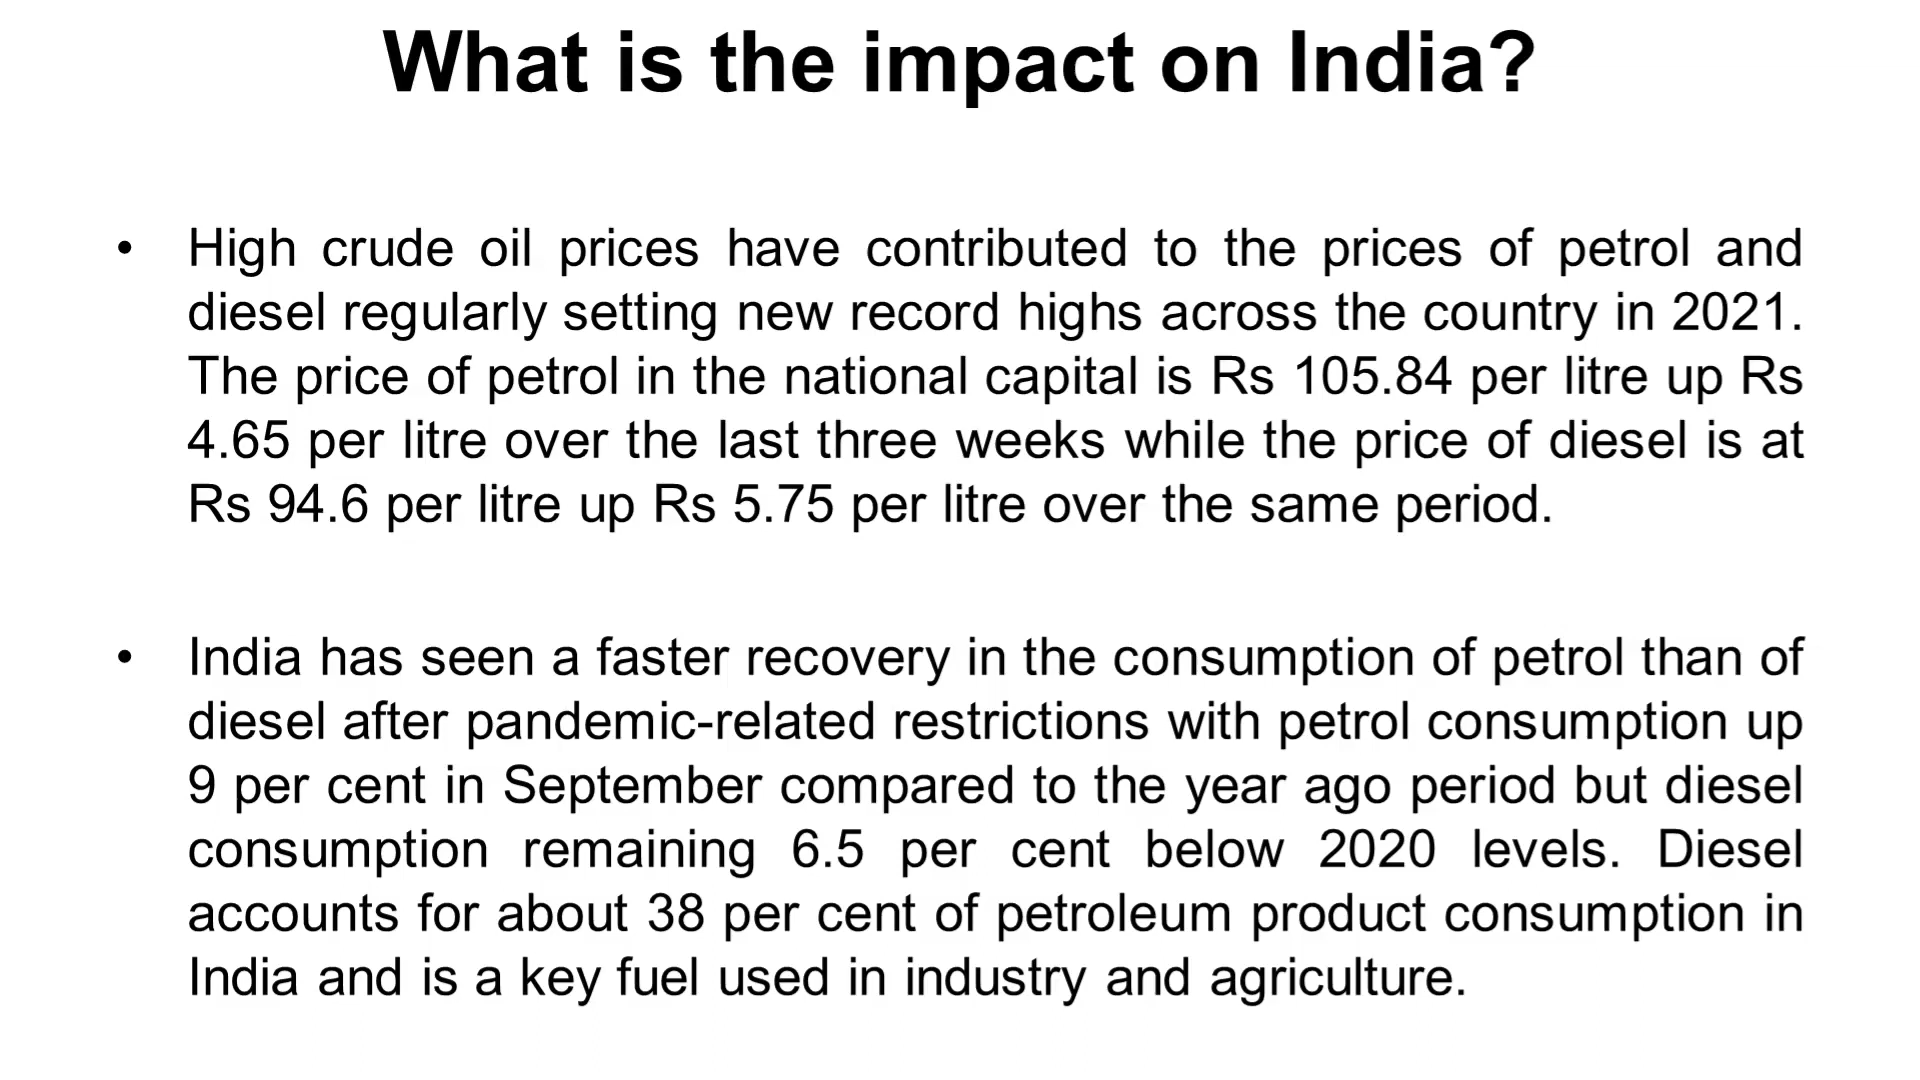 What is the impact on India?
• High crude oil prices have contributed to the prices of petrol and
diesel regularly setting new record highs across the country in 2021.
The price of petrol in the national capital is Rs 105.84 per litre up Rs
4.65 per litre over the last three weeks while the price of diesel is at
Rs 94.6 per litre up Rs 5.75 per litre over the same period.
• India has seen a faster recovery in the consumption of petrol than of
diesel after pandemic-related restrictions with petrol consumption up
9 per cent in September compared to the year ago period but diesel
consumption remaining 6.5 per cent below 2020 levels. Diesel
accounts for about 38 per cent of petroleum product consumption in
India and is a key fuel used in industry and agriculture.